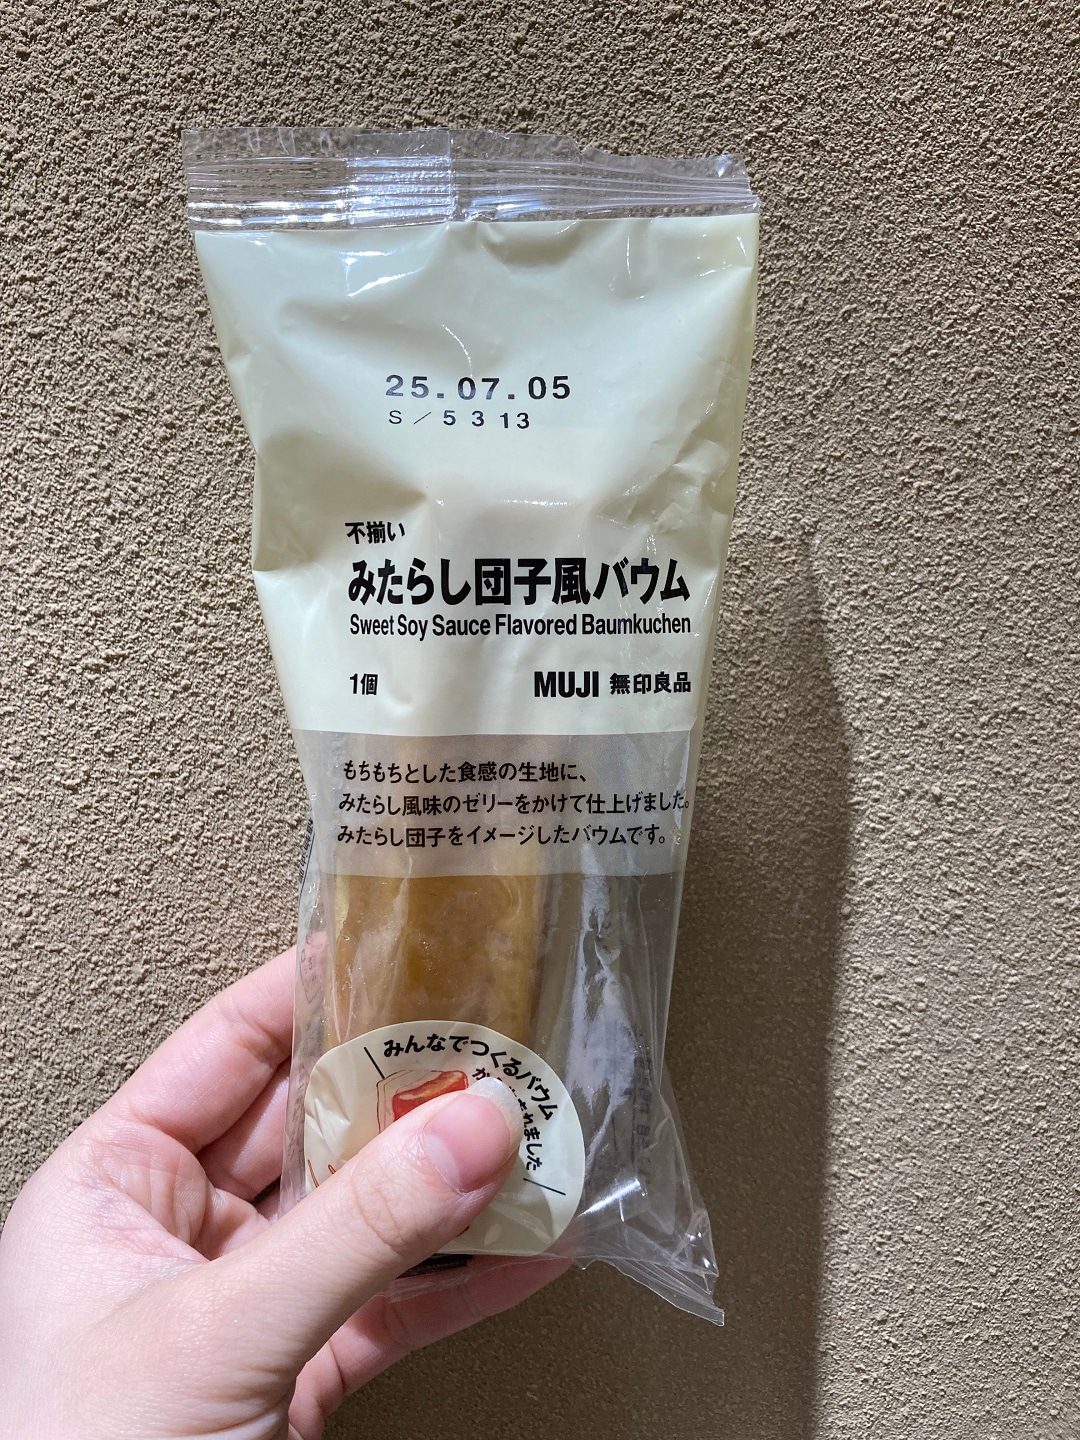 25.07.05
S／5313
不揃い
みたらし団子風バウム
Sweet Soy Sauce Flavored Baumkuchen
1個
MUJI 無印良品
もちもちとした食感の生地に、
みたらし風味のゼリーをかけて仕上げました。
みたらし団子をイメージしたバウムです。
みんなでつくるバウム
ました